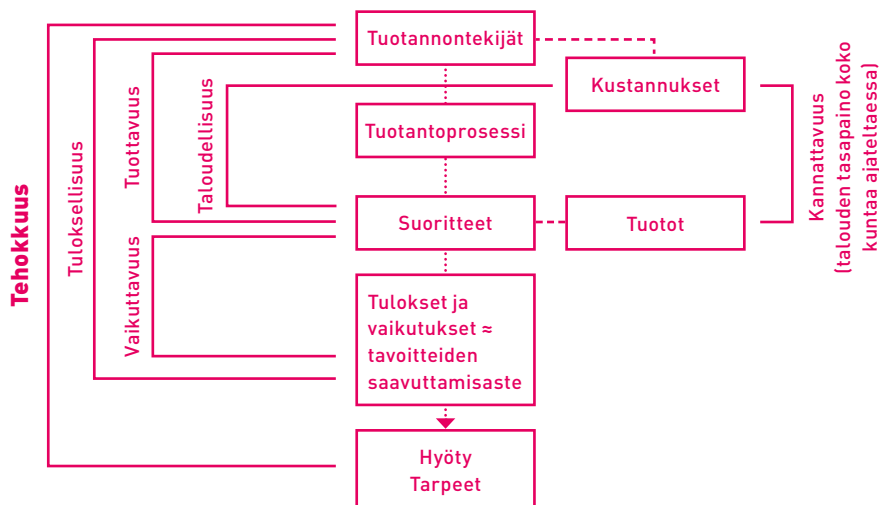 Tuotannontekijät
Kustannukset
Tuotantoprosessi
Suoritteet
Tuotot
Tulokset ja
vaikutukset ≈
tavoitteiden
saavuttamisaste
Hyöty
Tarpeet
Tehokkuus
Tuloksellisuus
Tuottavuus
Vaikuttavuus
Taloudellisuus
Kannattavuus
(talouden tasapaino koko
kuntaa ajateltaessa)